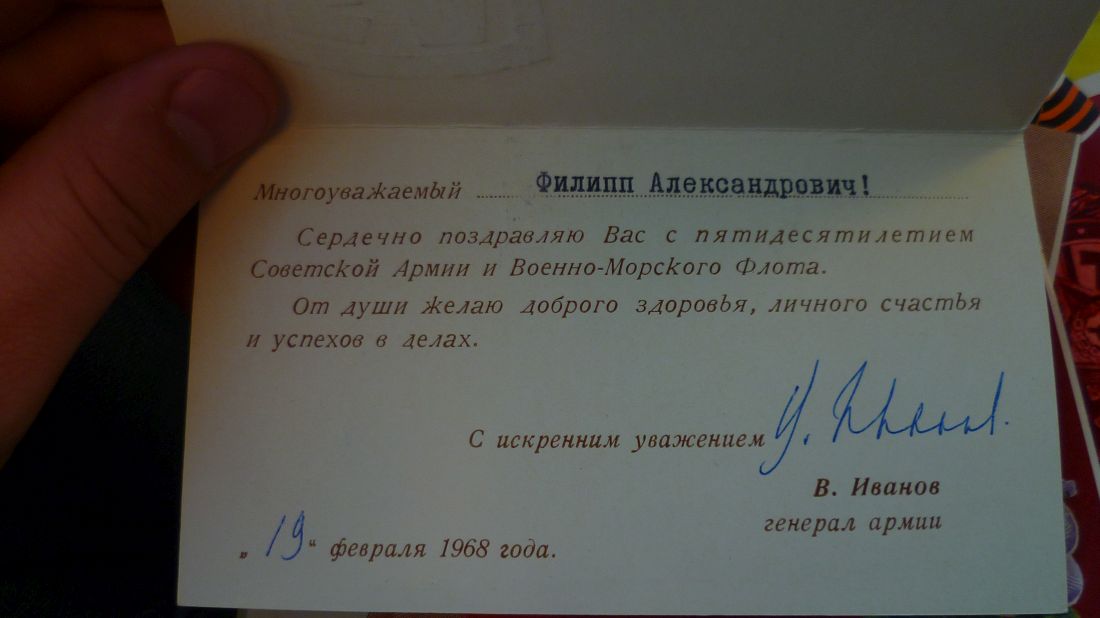 Многоуважаемый Филипп Александрович!
Сердечно поздравляю Вас с пятидесятилетием
Советской Армии и Военно-Морского Флота.
От души желаю доброго здоровья, личного счастья
и успехов в делах.
С искренним уважением
В. Иванов
генерал армии
„ 19 “ февраля 1968 года.